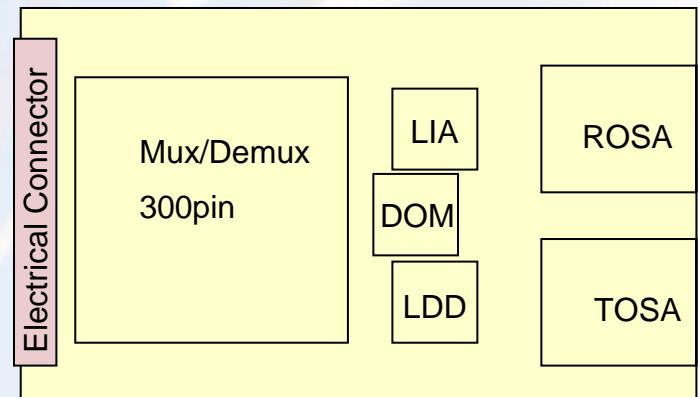 Electrical Connector
Mux/Demux
300pin
LIA
DOM
LDD
ROSA
TOSA